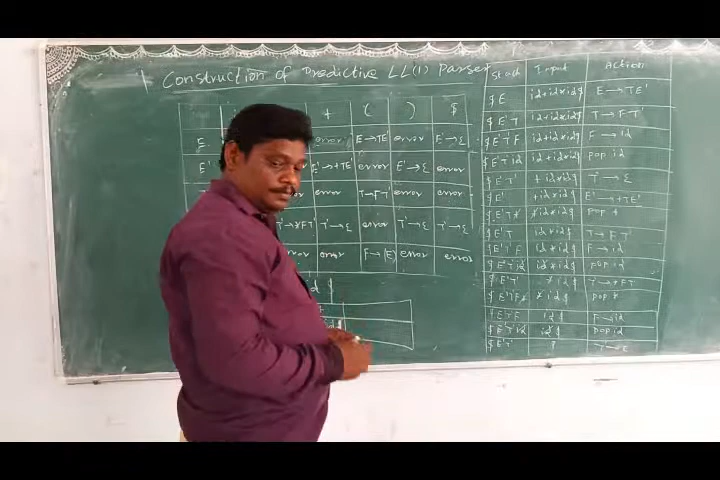 Construction of Predictive LL(1) Parser
+ ( ) $
E error E→TE' error E'→ε
E' E'→+TE' error E'→ε error
error T→FT' error error
T'→*FT' T'→ε error T'→ε T'→ε
error error F→(E) error error
Stack Input Action
$E id+id*id$ E→TE'
$E'T id+id*id$ T→FT'
$E'T'F id+id*id$ F→id
$E'T'id id+id*id$ pop id
$E'T' +id*id$ T'→ε
$E' +id*id$ E'→+TE'
pop +
$E'T id*id$ T→FT'
$E'T'F id*id$ F→id
$E'T'id id*id$ pop id
$E'T' *id$
*id$ pop *
$E'T'F id$ F→id
$E'T'id id$ pop id
$E'T' $ T'→ε